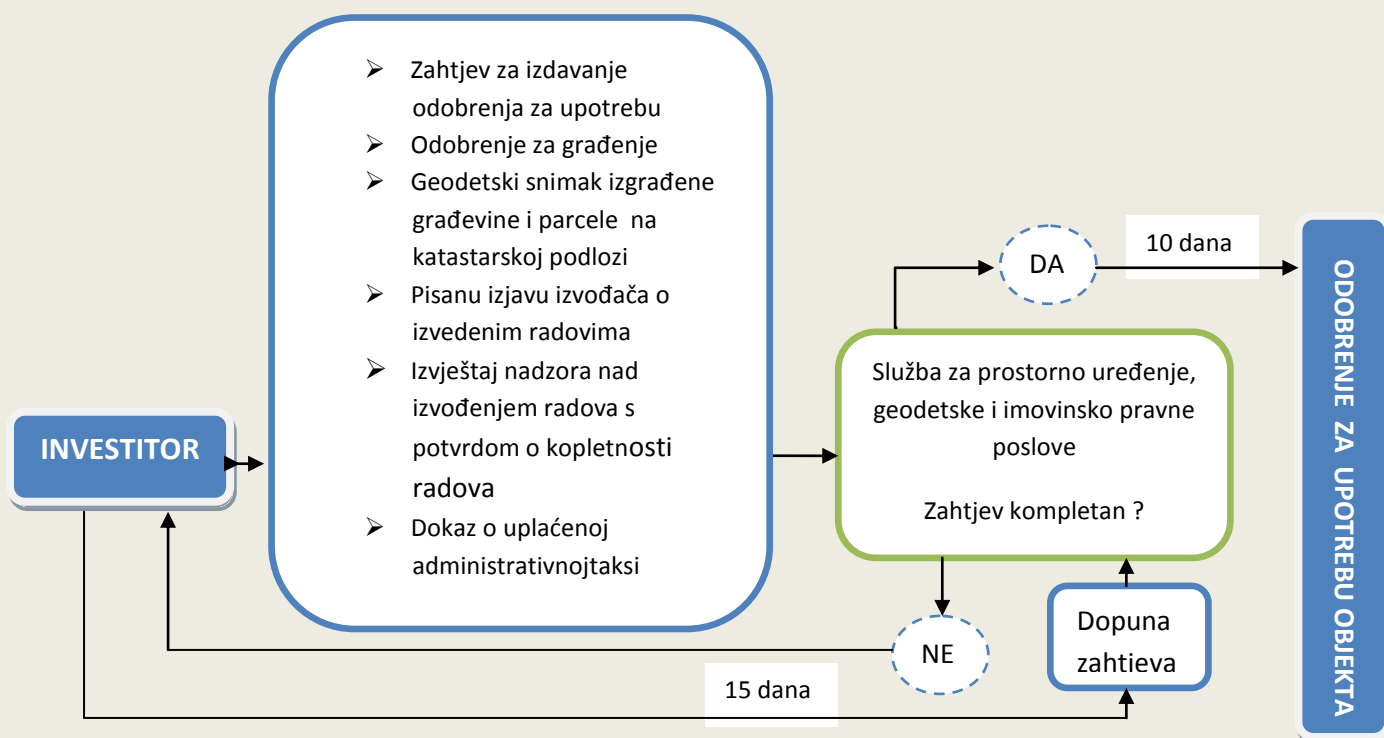 INVESTITOR
Zahtjev za izdavanje
odobrenja za upotrebu
Odobrenje za građenje
Geodetski snimak izgrađene
građevine i parcele na
katastarskoj podlozi
Pisanu izjavu izvođača o
izvedenim radovima
Izvještaj nadzora nad
izvođenjem radova s
potvrdom o kopletnosti
radova
Dokaz o uplaćenoj
administrativnojtaksi
Služba za prostorno uređenje,
geodetske i imovinsko pravne
poslove
Zahtjev kompletan ?
DA
10 dana
NE
15 dana
Dopuna
zahtieva
ODOBRENJE ZA UPOTREBU OBJEKTA